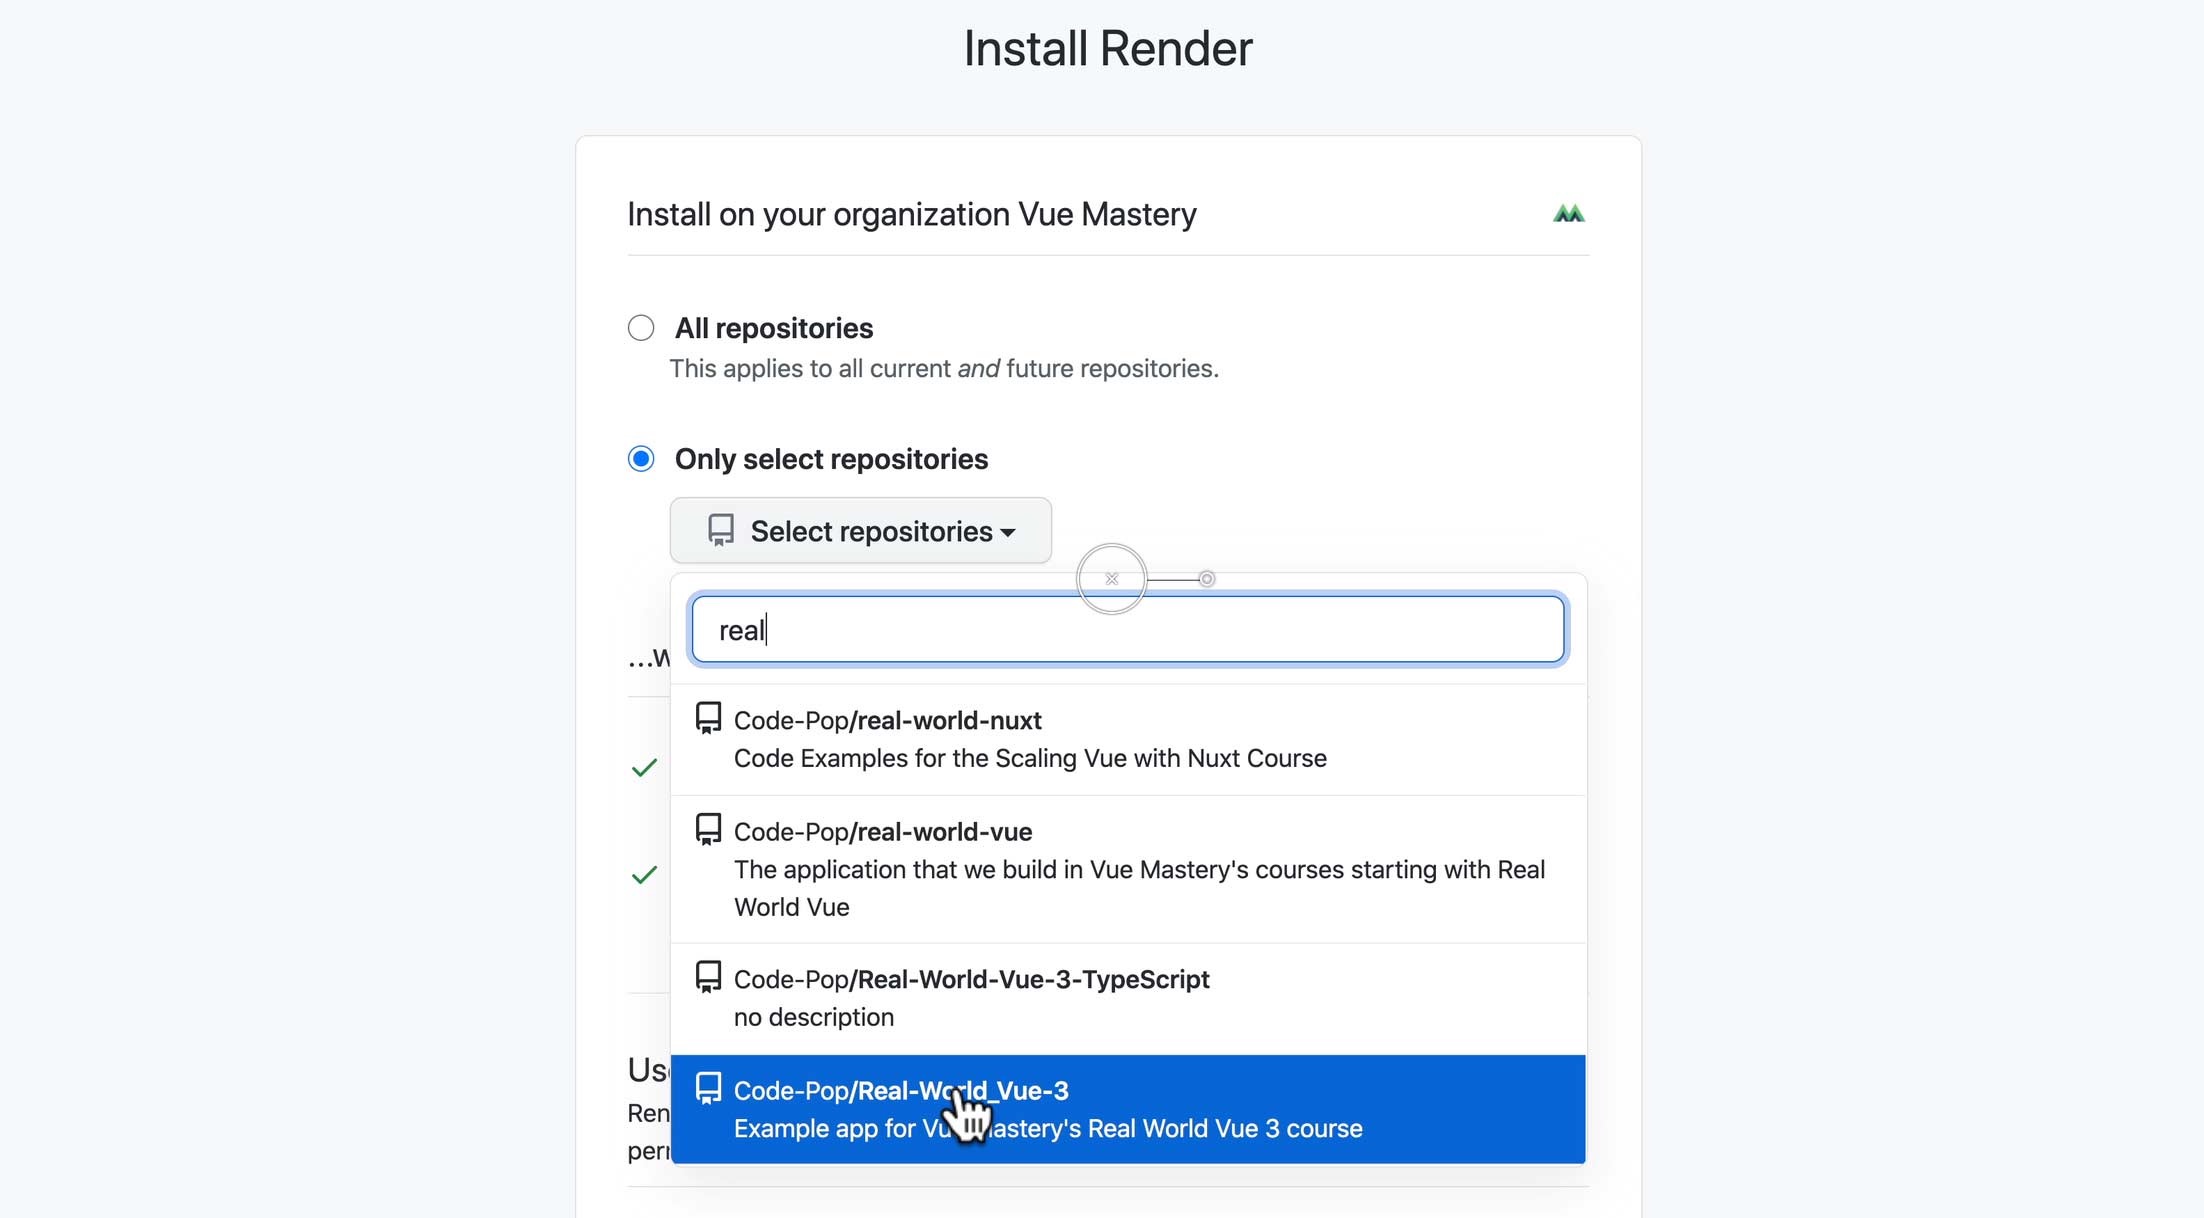 Install Render
Install on your organization Vue Mastery
All repositories
This applies to all current and future repositories.
Only select repositories
Select repositories
real
...w
Code-Pop/real-world-nuxt
Code Examples for the Scaling Vue with Nuxt Course
Code-Pop/real-world-vue
The application that we build in Vue Mastery's courses starting with Real
World Vue
Code-Pop/Real-World-Vue-3-TypeScript
no description
Us
Code-Pop/Real-World_Vue-3
Ren
Example app for Vue Mastery's Real World Vue 3 course
per